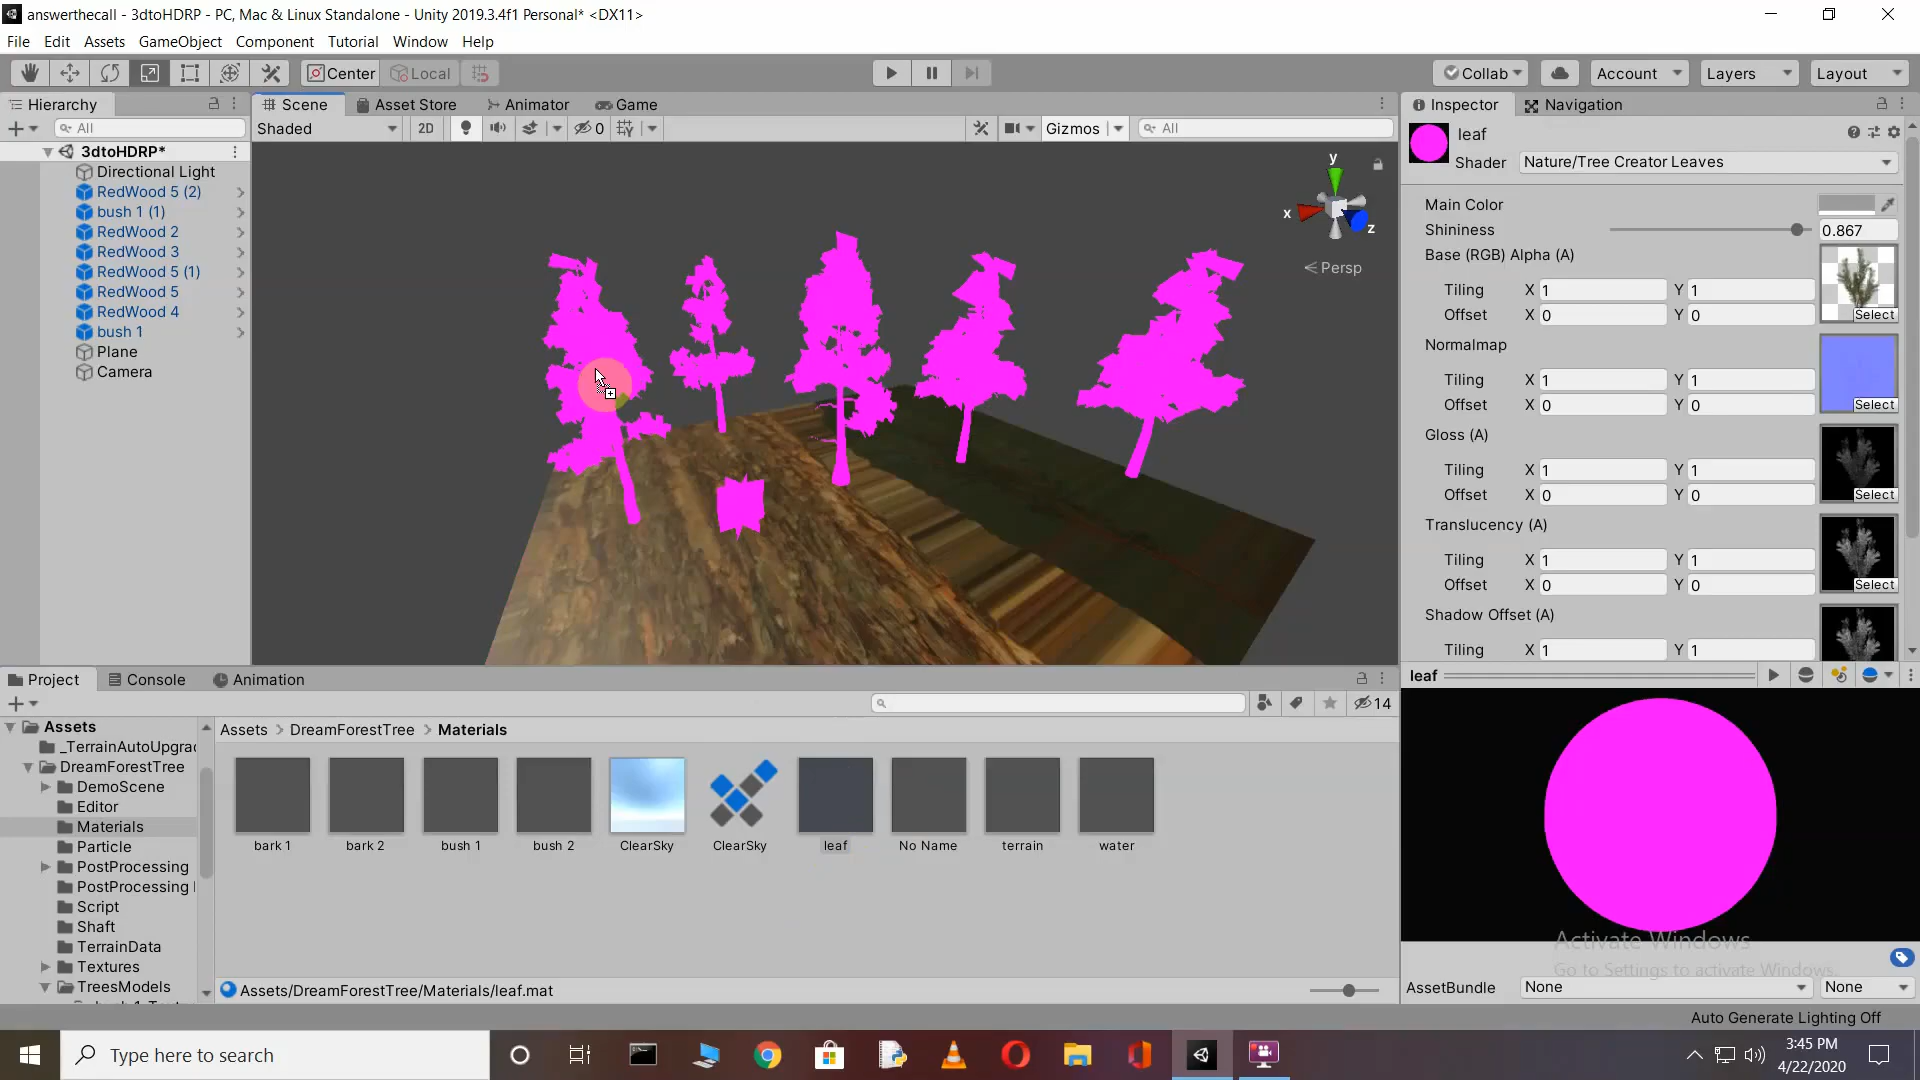 answerthecall - 3dtoHDRP - PC, Mac & Linux Standalone - Unity 2019.3.4f1 Personal* <DX11>
File Edit Assets GameObject Component Tutorial Window Help
Center Local Collab Account Layers Layout
Hierarchy Scene Asset Store Animator Game Inspector Navigation
All Shaded 2D 0 Gizmos All
3dtoHDRP*
Directional Light
RedWood 5 (2)
bush 1 (1)
RedWood 2
RedWood 3
RedWood 5 (1)
RedWood 5
RedWood 4
bush 1
Plane
Camera
y
x
z
Persp
leaf
Shader Nature/Tree Creator Leaves
Main Color
Shininess 0.867
Base (RGB) Alpha (A)
Tiling X 1 Y 1
Offset X 0 Y 0
Select
Normalmap
Tiling X 1 Y 1
Offset X 0 Y 0
Select
Gloss (A)
Tiling X 1 Y 1
Offset X 0 Y 0
Select
Translucency (A)
Tiling X 1 Y 1
Offset X 0 Y 0
Select
Shadow Offset (A)
Tiling X 1 Y 1
leaf
Project Console Animation
14
Assets
_TerrainAutoUpgrac
DreamForestTree
DemoScene
Editor
Materials
Particle
PostProcessing
PostProcessing
Script
Shaft
TerrainData
Textures
TreesModels
Assets > DreamForestTree > Materials
bark 1 bark 2 bush 1 bush 2 ClearSky ClearSky leaf No Name terrain water
Assets/DreamForestTree/Materials/leaf.mat
Activate Windows
Go to Settings to activate Windows.
AssetBundle None None
Auto Generate Lighting Off
Type here to search
3:45 PM
4/22/2020